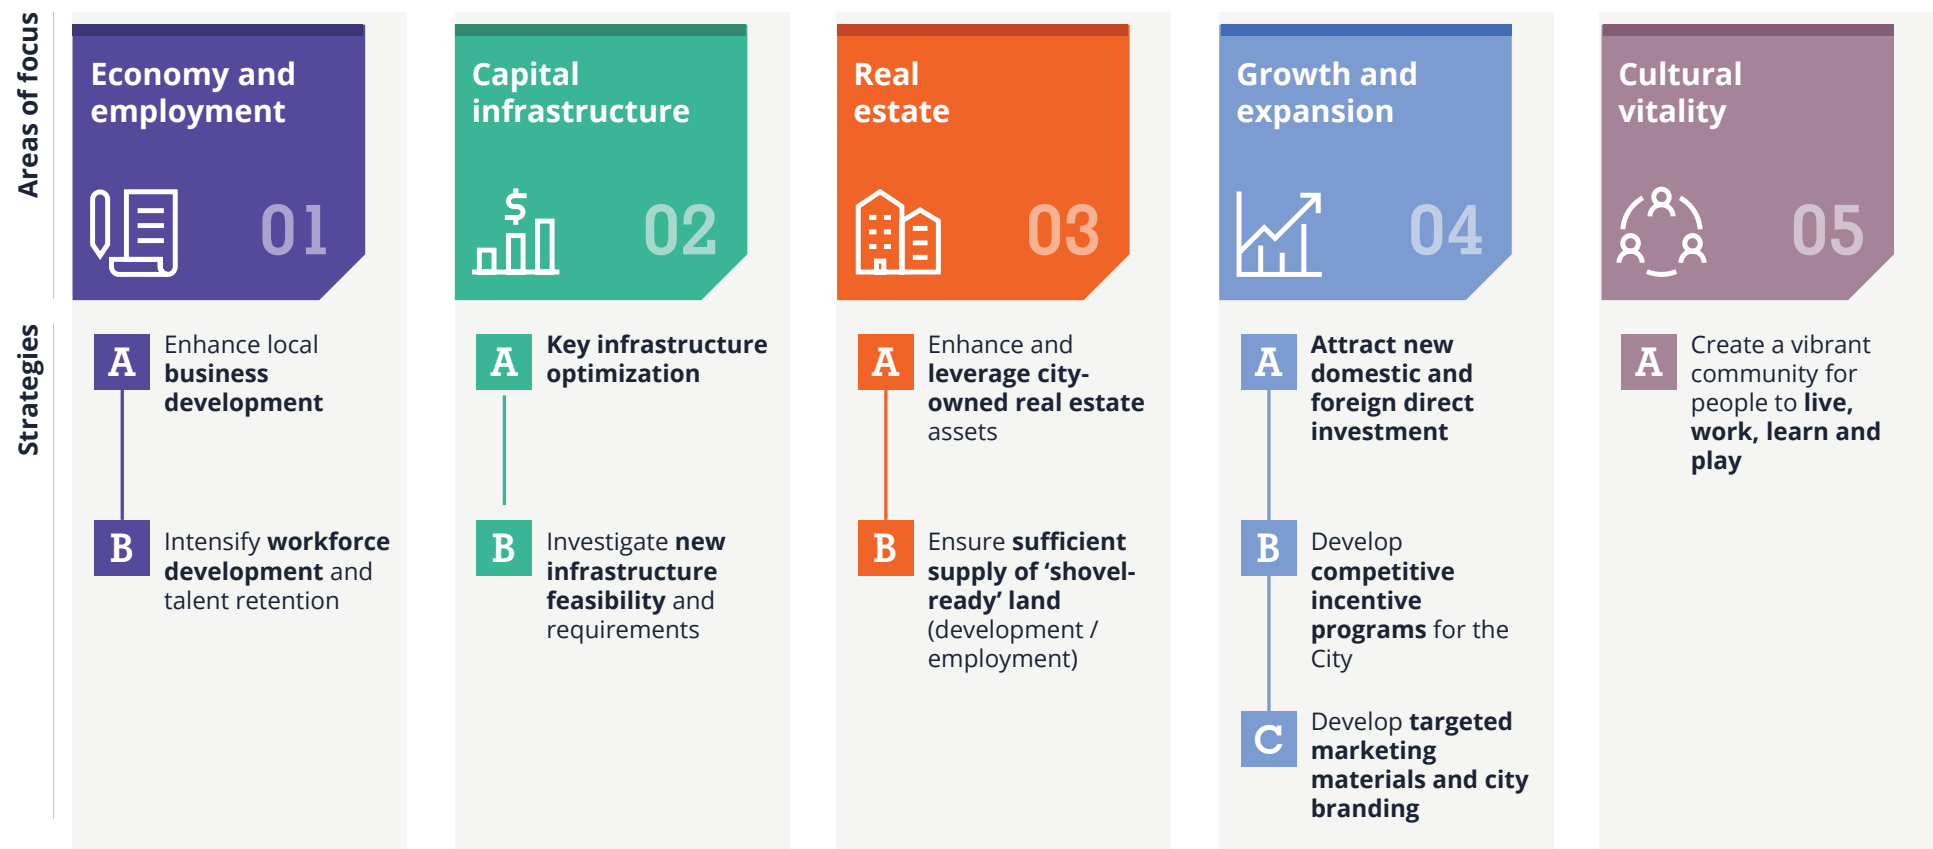 Areas of focus
Economy and
employment
01
Capital
infrastructure
$
02
Real
estate
03
Growth and
expansion
04
Cultural
vitality
05
Strategies
A
Enhance local
business
development
B
Intensify workforce
development and
talent retention
A
Key infrastructure
optimization
B
Investigate new
infrastructure
feasibility and
requirements
A
Enhance and
leverage city-
owned real estate
assets
B
Ensure sufficient
supply of ‘shovel-
ready’ land
(development /
employment)
A
Attract new
domestic and
foreign direct
investment
B
Develop
competitive
incentive
programs for the
City
C
Develop targeted
marketing
materials and city
branding
A
Create a vibrant
community for
people to live,
work, learn and
play